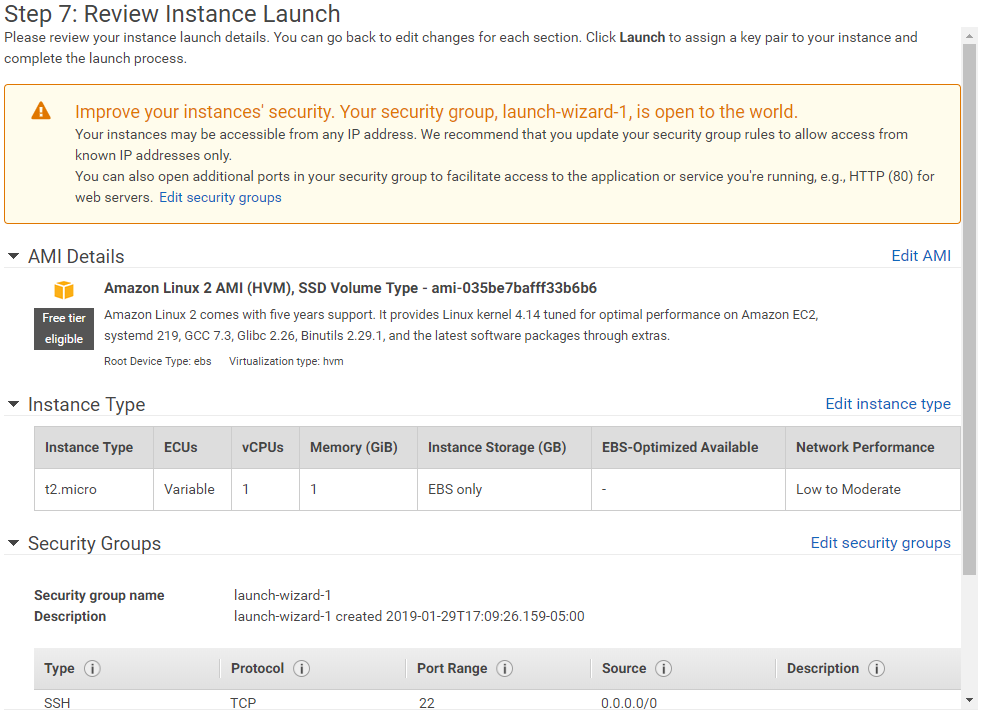 Step 7: Review Instance Launch
Please review your instance launch details. You can go back to edit changes for each section. Click Launch to assign a key pair to your instance and
complete the launch process.
Improve your instances' security. Your security group, launch-wizard-1, is open to the world.
Your instances may be accessible from any IP address. We recommend that you update your security group rules to allow access from
known IP addresses only.
You can also open additional ports in your security group to facilitate access to the application or service you're running, e.g., HTTP (80) for
web servers. Edit security groups
AMI Details Edit AMI
Amazon Linux 2 AMI (HVM), SSD Volume Type - ami-035be7bafff33b6b6
Free tier
eligible
Amazon Linux 2 comes with five years support. It provides Linux kernel 4.14 tuned for optimal performance on Amazon EC2,
systemd 219, GCC 7.3, Glibc 2.26, Binutils 2.29.1, and the latest software packages through extras.
Root Device Type: ebs Virtualization type: hvm
Instance Type Edit instance type
Instance Type ECUs vCPUs Memory (GiB) Instance Storage (GB) EBS-Optimized Available Network Performance
t2.micro Variable 1 1 EBS only - Low to Moderate
Security Groups Edit security groups
Security group name launch-wizard-1
Description launch-wizard-1 created 2019-01-29T17:09:26.159-05:00
Type i Protocol i Port Range i Source i Description i
SSH TCP 22 0.0.0.0/0